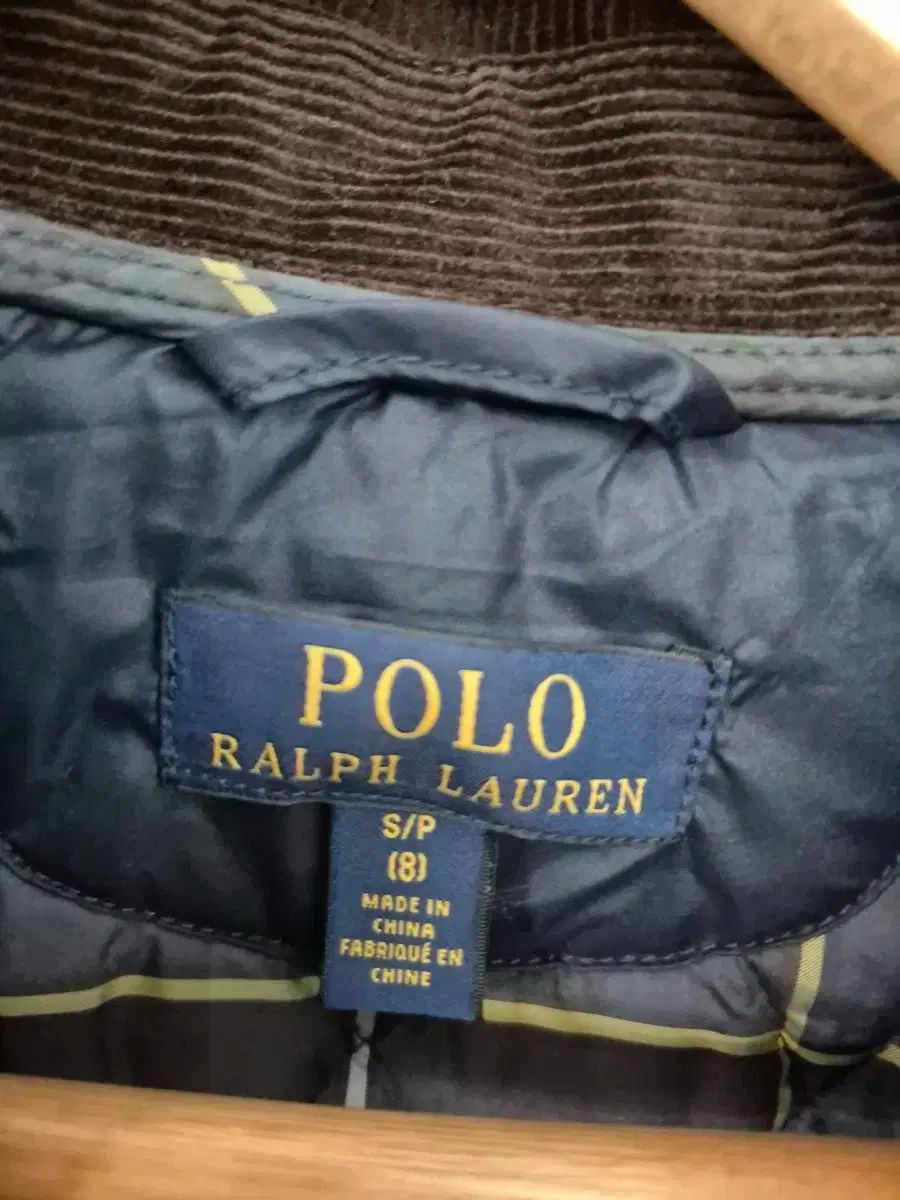 POLO
RALPH LAUREN
S/P
(8)
MADE IN
CHINA
FABRIQUÉ EN
CHINE